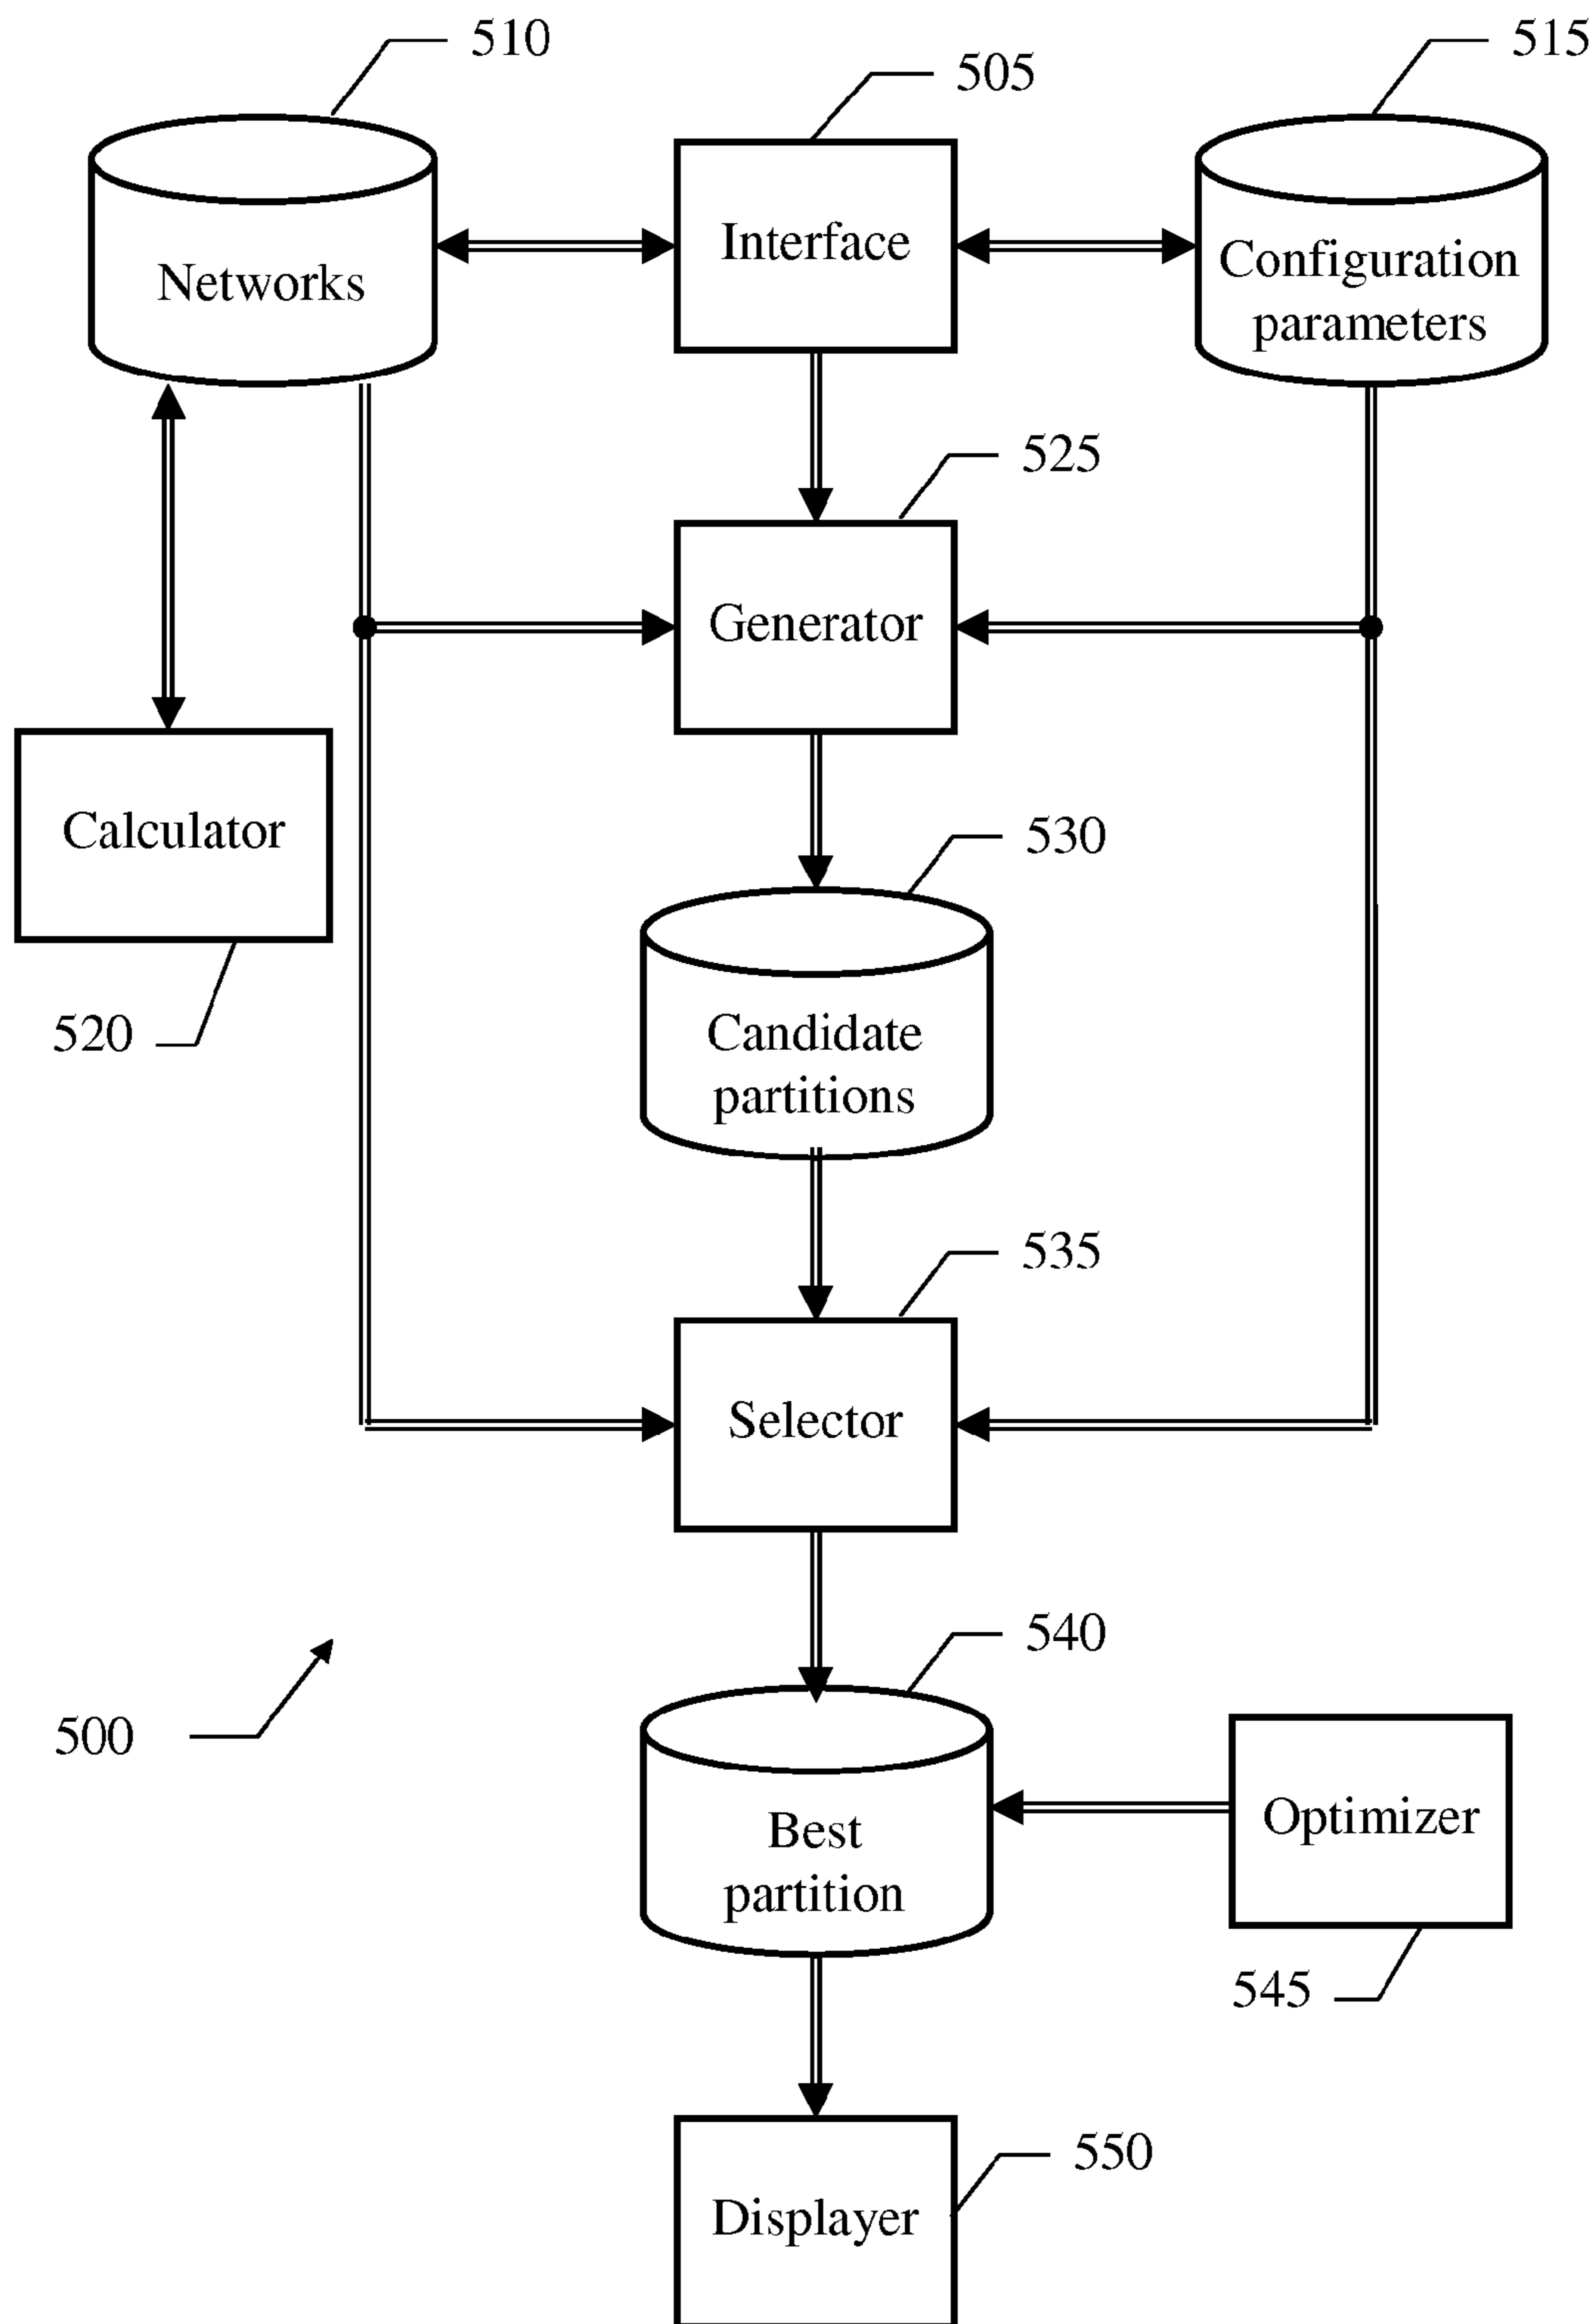 510
505
515
Networks
Interface
Configuration
parameters
525
Generator
Calculator
520
530
Candidate
partitions
535
Selector
500
540
Best
partition
Optimizer
545
550
Displayer